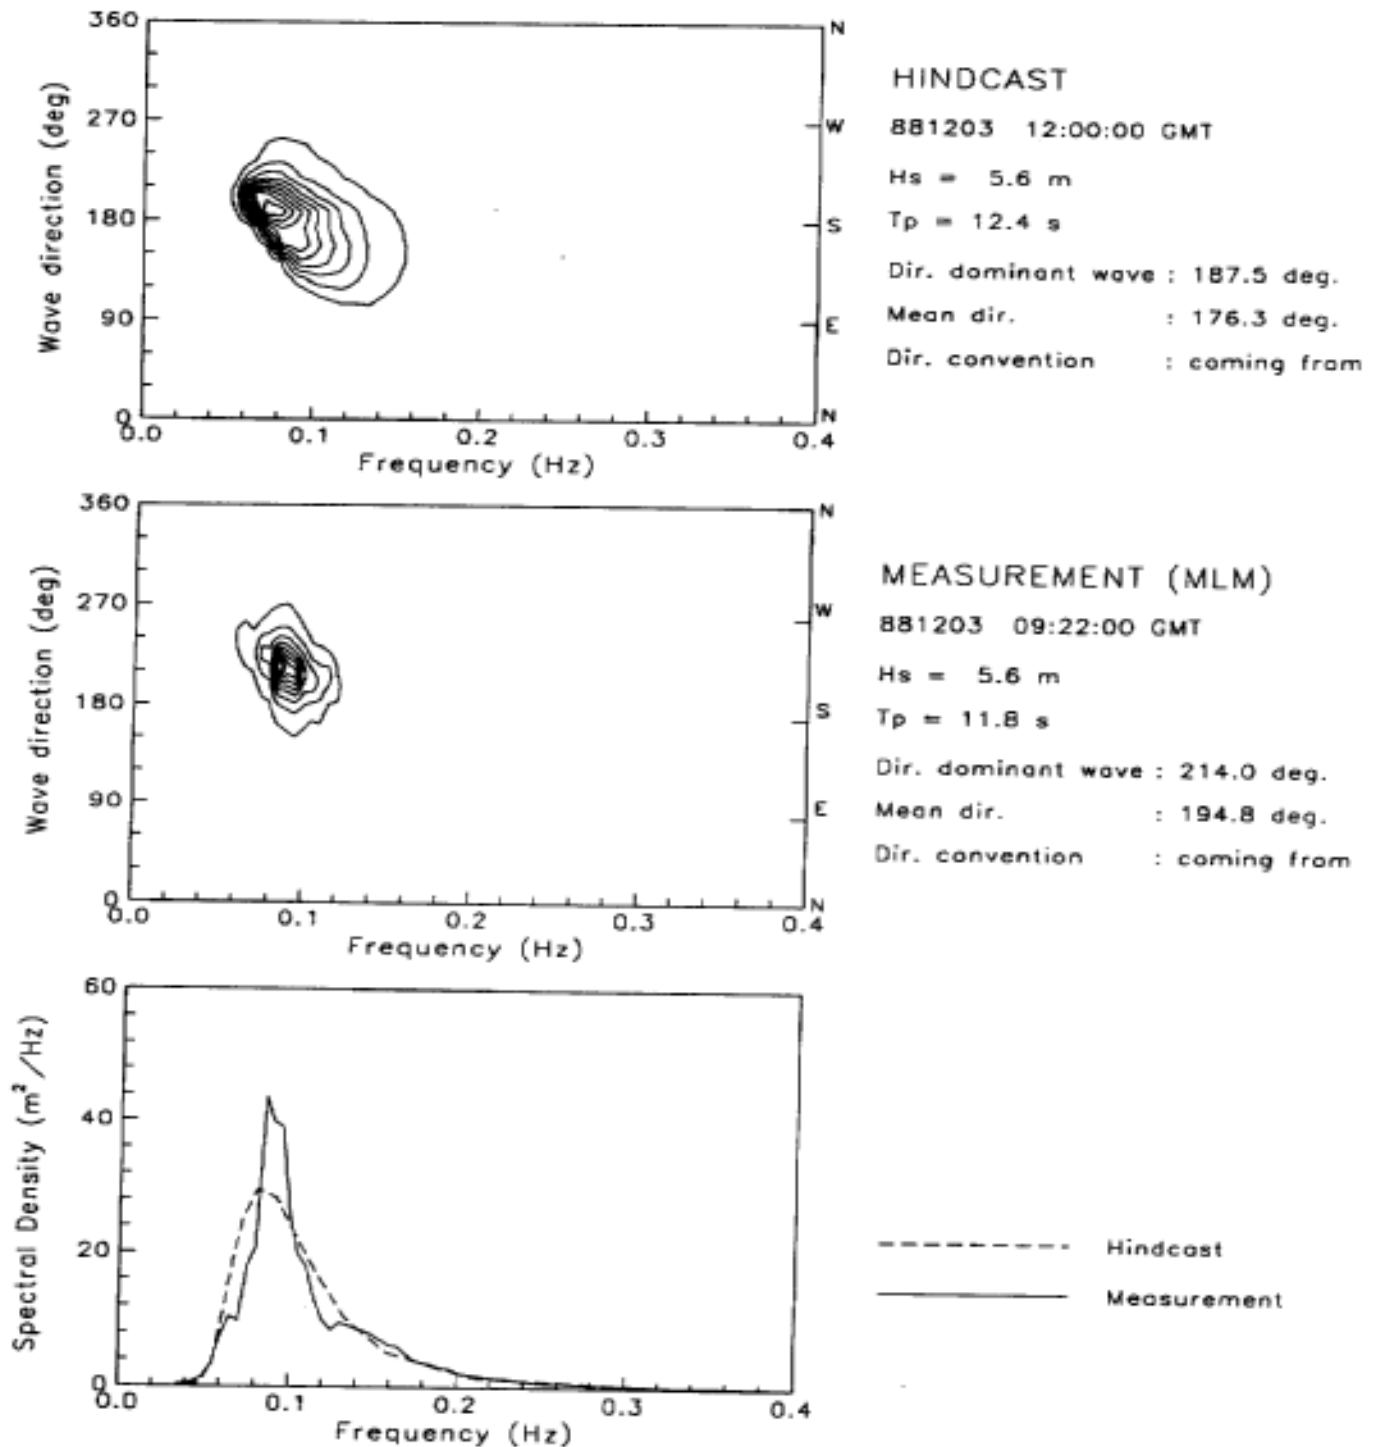 360
270
180
90
0
Wave direction (deg)
N
W
S
E
N
0.0 0.1 0.2 0.3 0.4
Frequency (Hz)
HINDCAST
881203 12:00:00 GMT
Hs = 5.6 m
Tp = 12.4 s
Dir. dominant wave : 187.5 deg.
Mean dir. : 176.3 deg.
Dir. convention : coming from
360
270
180
90
0
Wave direction (deg)
N
W
S
E
N
0.0 0.1 0.2 0.3 0.4
Frequency (Hz)
MEASUREMENT (MLM)
881203 09:22:00 GMT
Hs = 5.6 m
Tp = 11.8 s
Dir. dominant wave : 214.0 deg.
Mean dir. : 194.8 deg.
Dir. convention : coming from
60
40
20
0
Spectral Density (m²/Hz)
0.0 0.1 0.2 0.3 0.4
Frequency (Hz)
Hindcast
Measurement